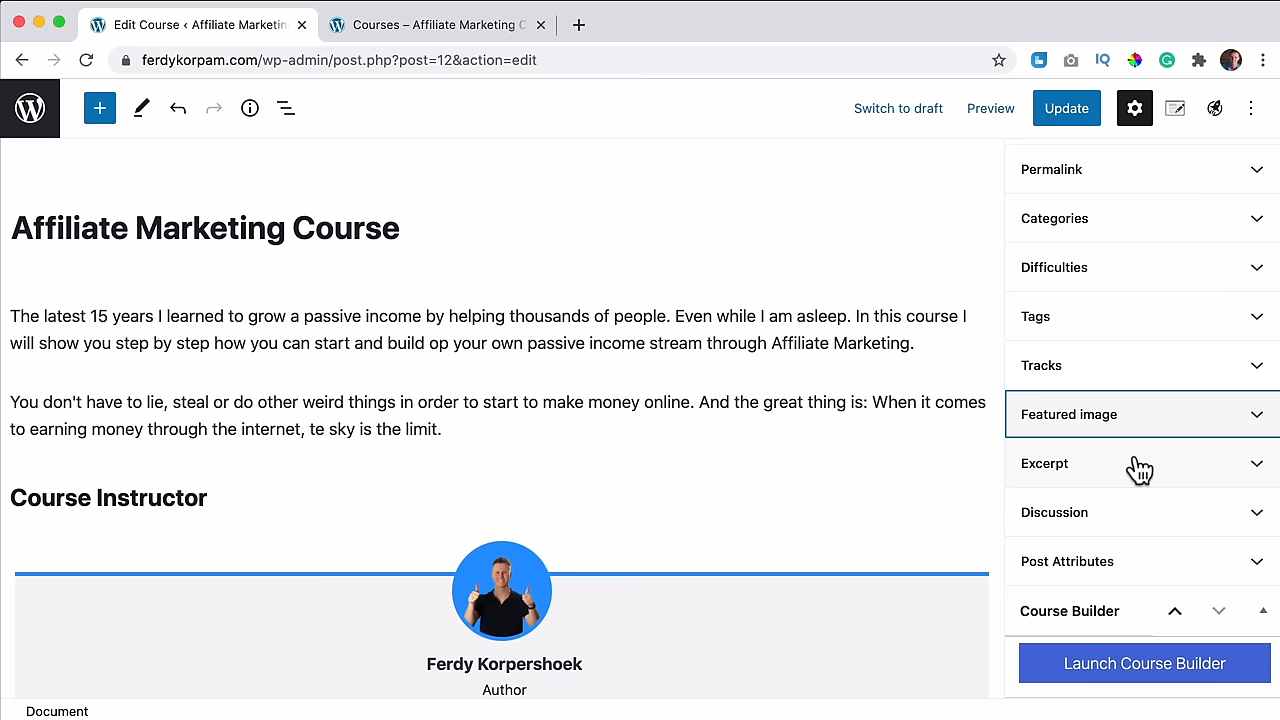 Edit Course ‹ Affiliate Marketin
Courses – Affiliate Marketing C
ferdykorpam.com/wp-admin/post.php?post=12&action=edit
IQ
Switch to draft
Preview
Update
Permalink
Affiliate Marketing Course
Categories
Difficulties
The latest 15 years I learned to grow a passive income by helping thousands of people. Even while I am asleep. In this course I
will show you step by step how you can start and build op your own passive income stream through Affiliate Marketing.
Tags
Tracks
You don't have to lie, steal or do other weird things in order to start to make money online. And the great thing is: When it comes
to earning money through the internet, te sky is the limit.
Featured image
Excerpt
Course Instructor
Discussion
Post Attributes
Course Builder
Ferdy Korpershoek
Launch Course Builder
Author
Document